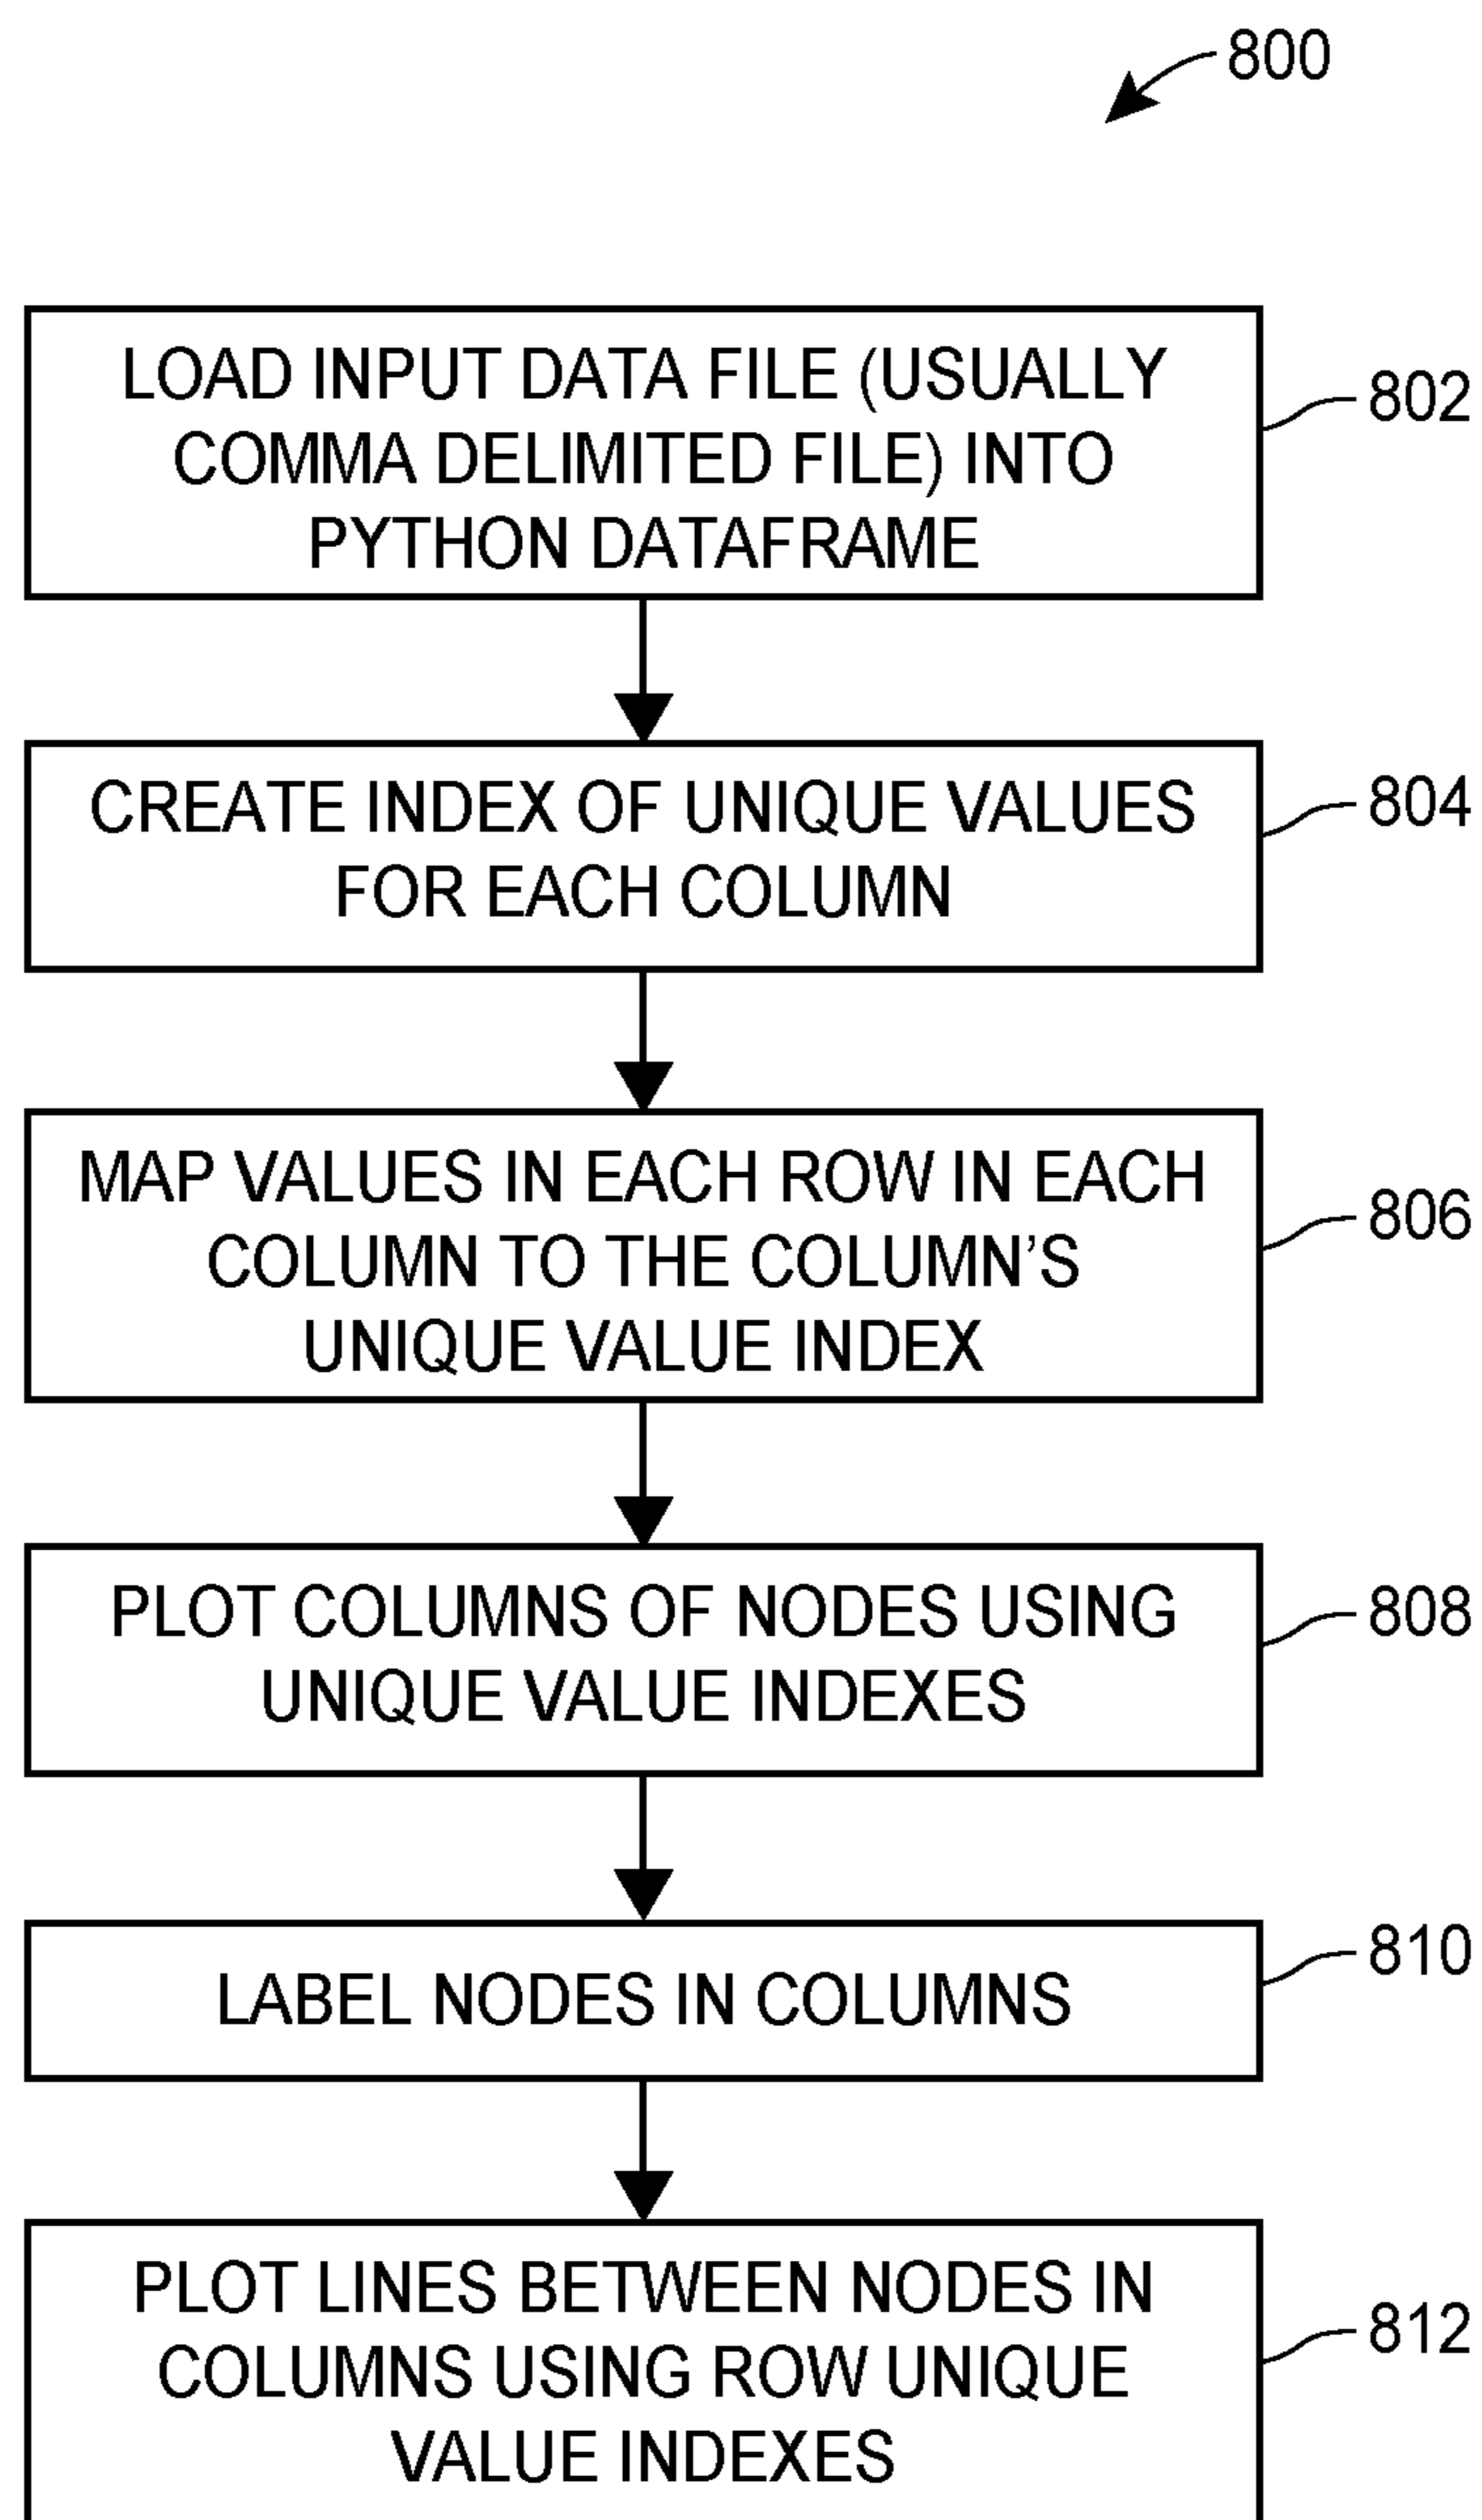 800
LOAD INPUT DATA FILE (USUALLY
COMMA DELIMITED FILE) INTO
PYTHON DATAFRAME
802
CREATE INDEX OF UNIQUE VALUES
FOR EACH COLUMN
804
MAP VALUES IN EACH ROW IN EACH
COLUMN TO THE COLUMN'S
UNIQUE VALUE INDEX
806
PLOT COLUMNS OF NODES USING
UNIQUE VALUE INDEXES
808
LABEL NODES IN COLUMNS
810
PLOT LINES BETWEEN NODES IN
COLUMNS USING ROW UNIQUE
VALUE INDEXES
812